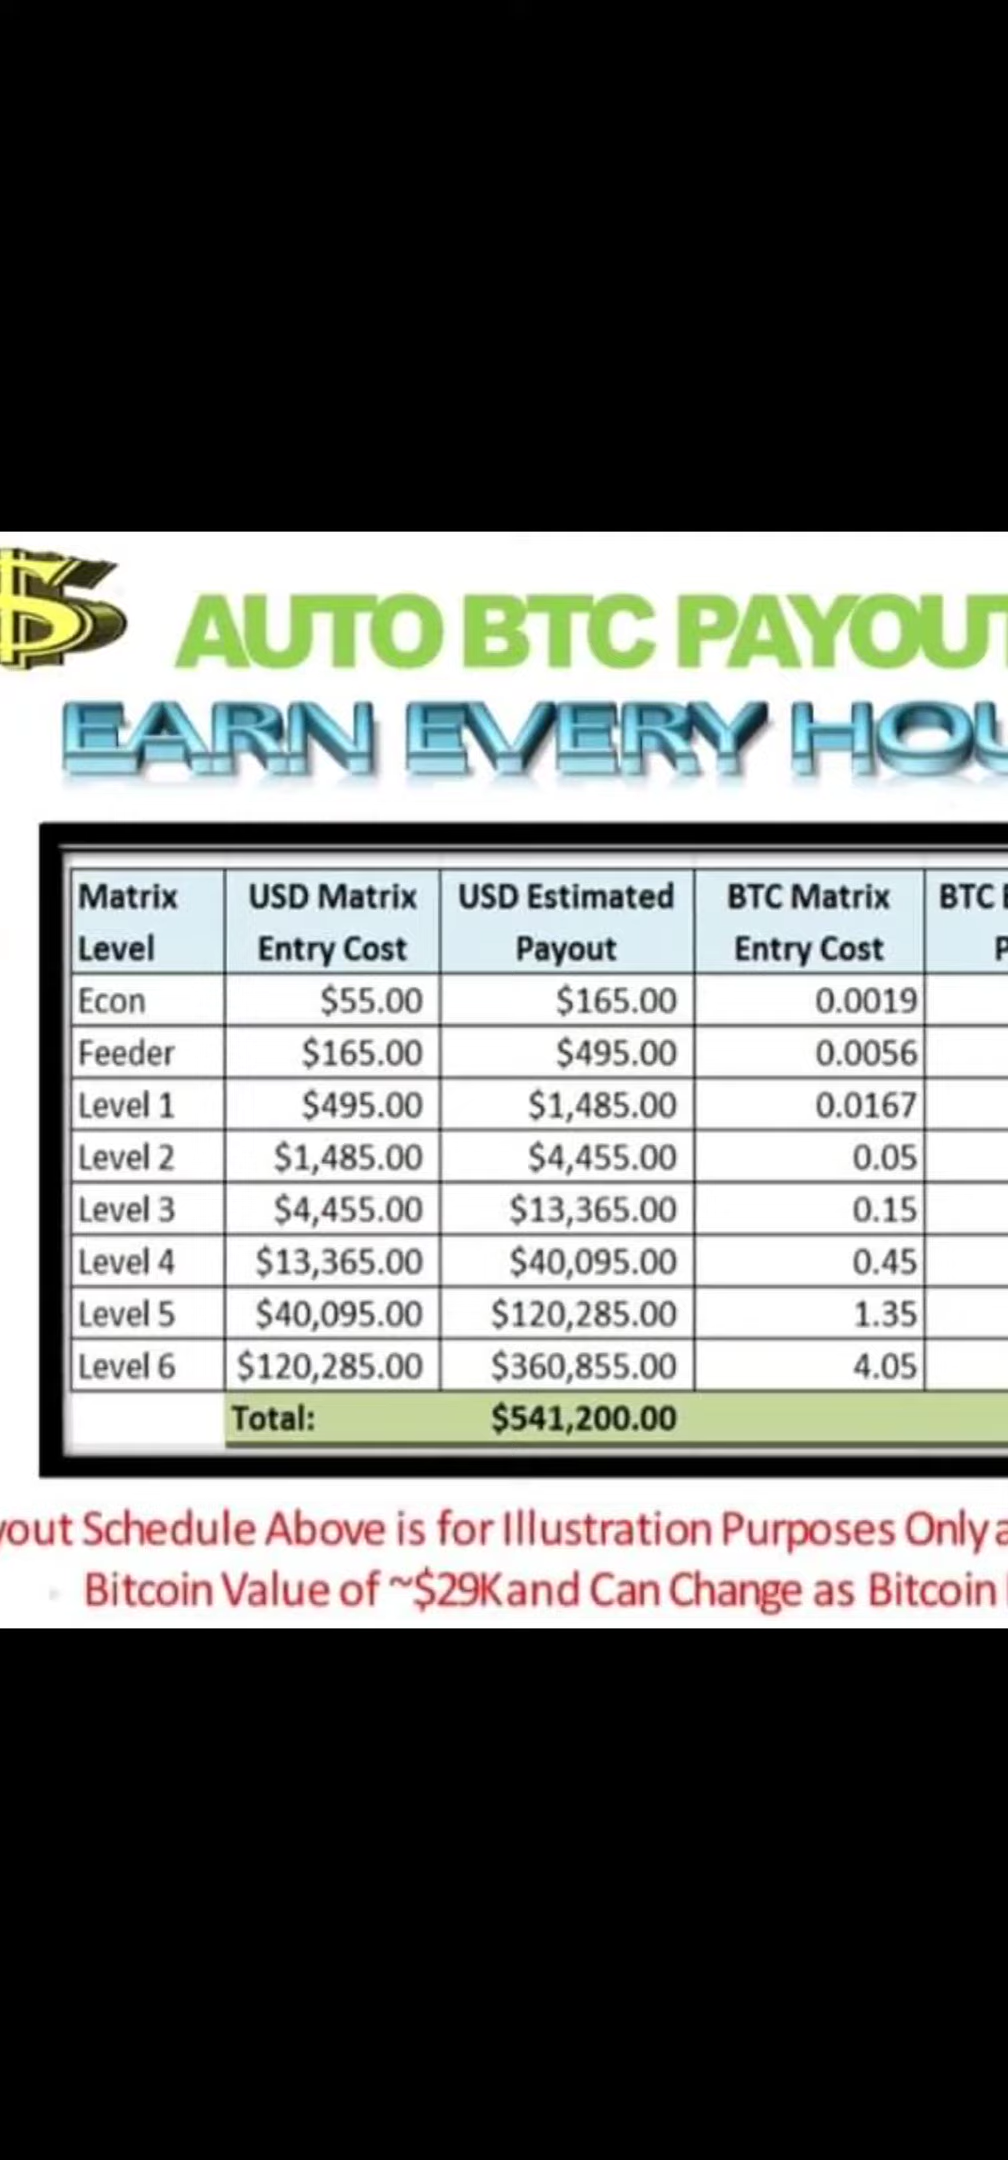 $ AUTO BTC PAYOUT
EARN EVERY HOU
Matrix Level | USD Matrix Entry Cost | USD Estimated Payout | BTC Matrix Entry Cost | BTC
Econ $55.00 $165.00 0.0019
Feeder $165.00 $495.00 0.0056
Level 1 $495.00 $1,485.00 0.0167
Level 2 $1,485.00 $4,455.00 0.05
Level 3 $4,455.00 $13,365.00 0.15
Level 4 $13,365.00 $40,095.00 0.45
Level 5 $40,095.00 $120,285.00 1.35
Level 6 $120,285.00 $360,855.00 4.05
Total: $541,200.00
yout Schedule Above is for Illustration Purposes Only a
Bitcoin Value of ~$29K and Can Change as Bitcoin